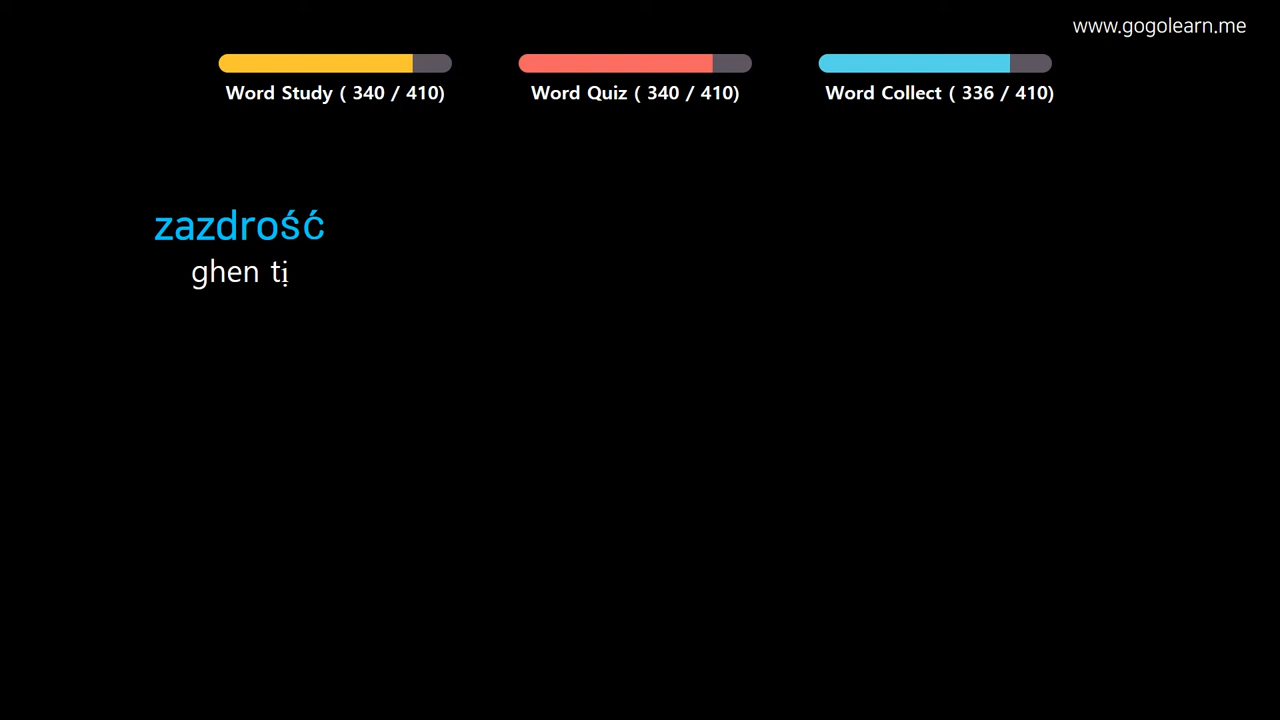 www.gogolearn.me
Word Study ( 340 / 410)
Word Quiz ( 340 / 410)
Word Collect ( 336 / 410)
zazdrość
ghen tị